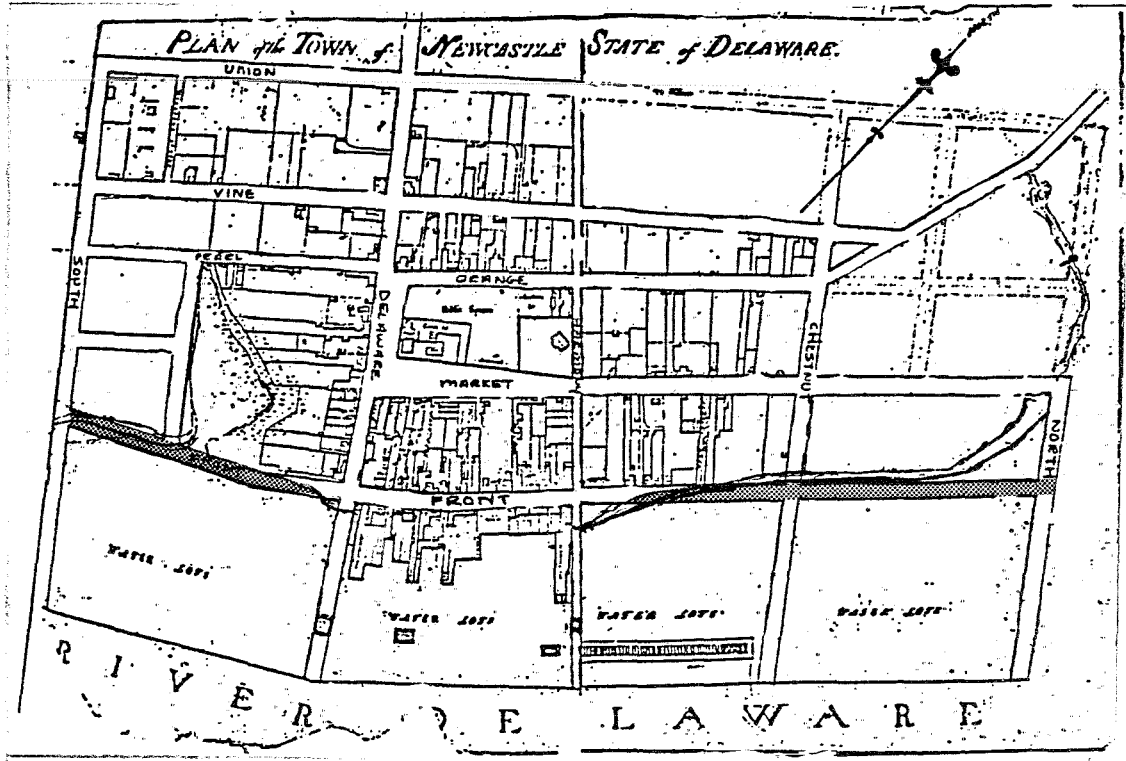 PLAN of the TOWN of NEWCASTLE STATE of DELAWARE.
UNION
VINE
SOUTH
PEARL
DELAWARE
ORANGE
MARKET
CHESTNUT
NORTH
FRONT
WATER LOTS
WATER LOTS
WATER LOTS
WATER LOTS
RIVER DELAWARE